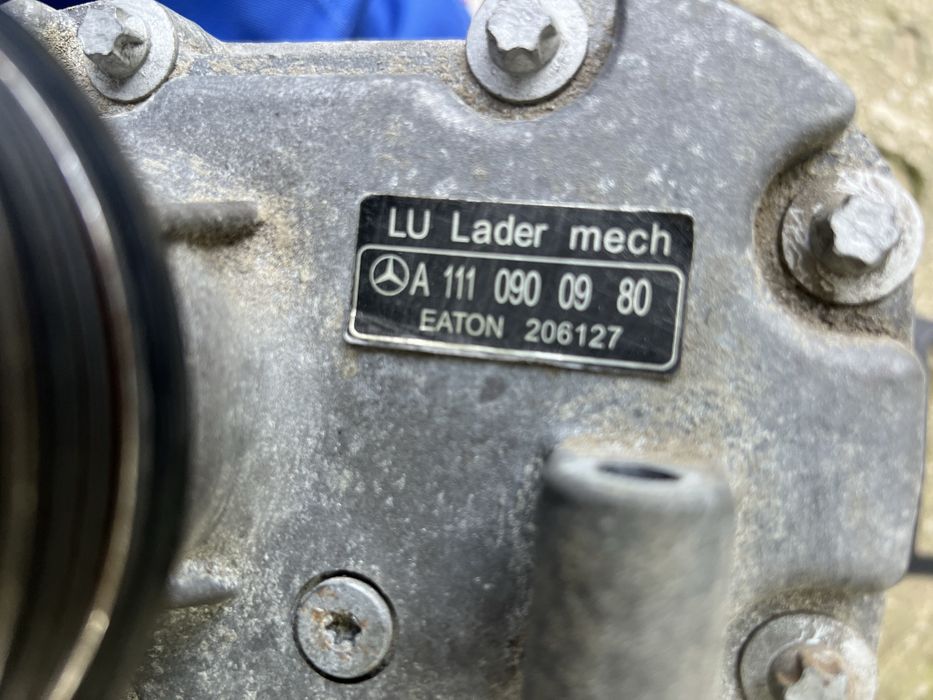 LU Lader mech
A 111 090 09 80
EATON 206127